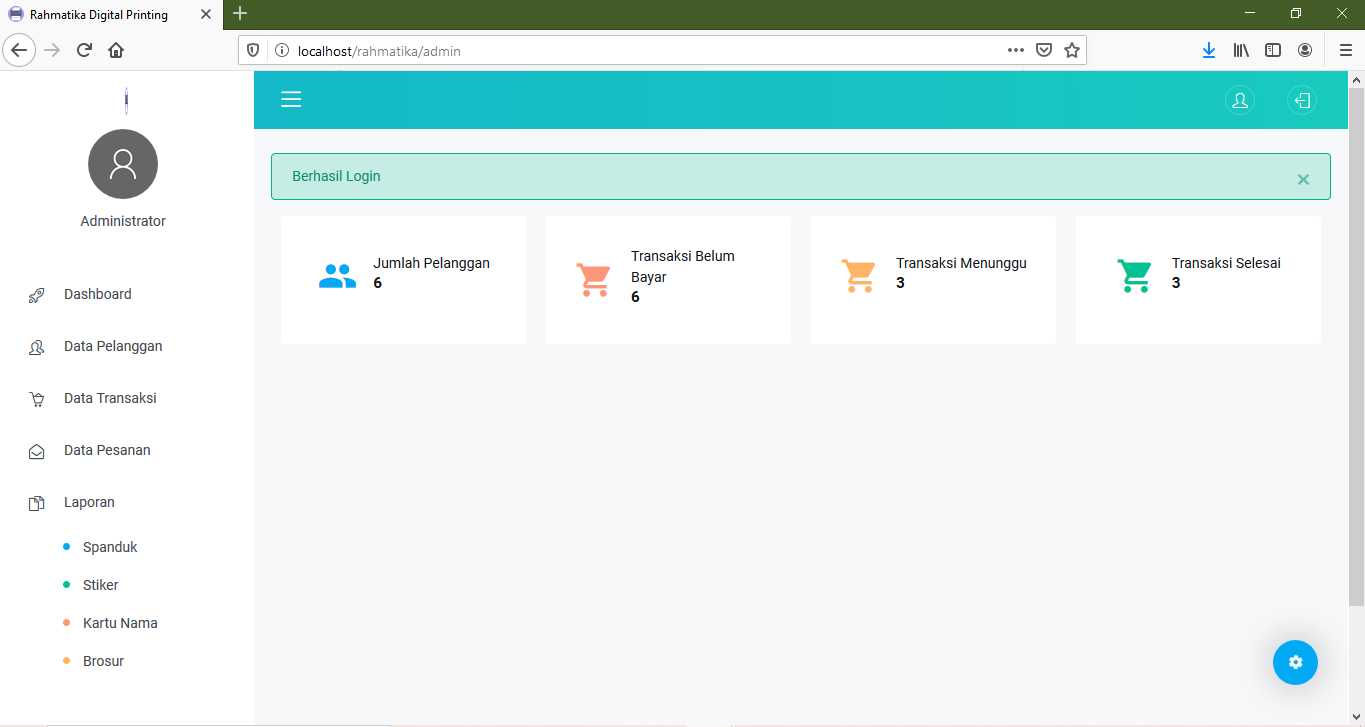 Rahmatika Digital Printing
localhost/rahmatika/admin
Administrator
Dashboard
Data Pelanggan
Data Transaksi
Data Pesanan
Laporan
Spanduk
Stiker
Kartu Nama
Brosur
Berhasil Login
×
Jumlah Pelanggan
6
Transaksi Belum
Bayar
6
Transaksi Menunggu
3
Transaksi Selesai
3